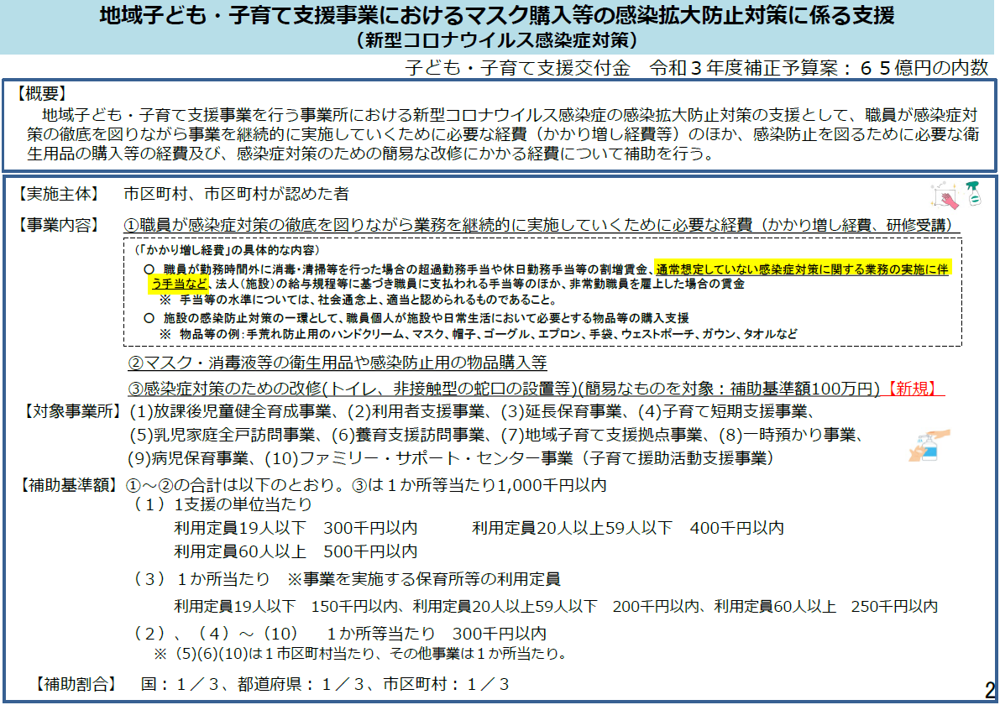 地域子ども・子育て支援事業におけるマスク購入等の感染拡大防止対策に係る支援
（新型コロナウイルス感染症対策）
子ども・子育て支援交付金　令和３年度補正予算案：６５億円の内数
【概要】
地域子ども・子育て支援事業を行う事業所における新型コロナウイルス感染症の感染拡大防止対策の支援として、職員が感染症対
策の徹底を図りながら事業を継続的に実施していくために必要な経費（かかり増し経費等）のほか、感染防止を図るために必要な衛
生用品の購入等の経費及び、感染症対策のための簡易な改修にかかる経費について補助を行う。
【実施主体】　市区町村、市区町村が認めた者
【事業内容】　①職員が感染症対策の徹底を図りながら業務を継続的に実施していくために必要な経費（かかり増し経費、研修受講）
（「かかり増し経費」の具体的な内容）
○　職員が勤務時間外に消毒・清掃等を行った場合の超過勤務手当や休日勤務手当等の割増賃金、通常想定していない感染症対策に関する業務の実施に伴
う手当など、法人（施設）の給与規程等に基づき職員に支払われる手当等のほか、非常勤職員を雇上した場合の賃金
※　手当等の水準については、社会通念上、適当と認められるものであること。
○　施設の感染防止対策の一環として、職員個人が施設や日常生活において必要とする物品等の購入支援
※　物品等の例：手荒れ防止用のハンドクリーム、マスク、帽子、ゴーグル、エプロン、手袋、ウェストポーチ、ガウン、タオルなど
②マスク・消毒液等の衛生用品や感染防止用の物品購入等
③感染症対策のための改修(トイレ、非接触型の蛇口の設置等)(簡易なものを対象：補助基準額100万円)【新規】
【対象事業所】(1)放課後児童健全育成事業、(2)利用者支援事業、(3)延長保育事業、(4)子育て短期支援事業、
(5)乳児家庭全戸訪問事業、(6)養育支援訪問事業、(7)地域子育て支援拠点事業、(8)一時預かり事業、
(9)病児保育事業、(10)ファミリー・サポート・センター事業（子育て援助活動支援事業）
【補助基準額】①～②の合計は以下のとおり。③は１か所等当たり1,000千円以内
（１）1支援の単位当たり
利用定員19人以下　300千円以内　　　利用定員20人以上59人以下　400千円以内
利用定員60人以上　500千円以内
（３）１か所当たり　※事業を実施する保育所等の利用定員
利用定員19人以下　150千円以内、利用定員20人以上59人以下　200千円以内、利用定員60人以上　250千円以内
（２）、（４）～（10）　１か所等当たり　300千円以内
※（5)(6)(10)は１市区町村当たり、その他事業は１か所当たり。
【補助割合】　国：１／３、都道府県：１／３、市区町村：１／３
2